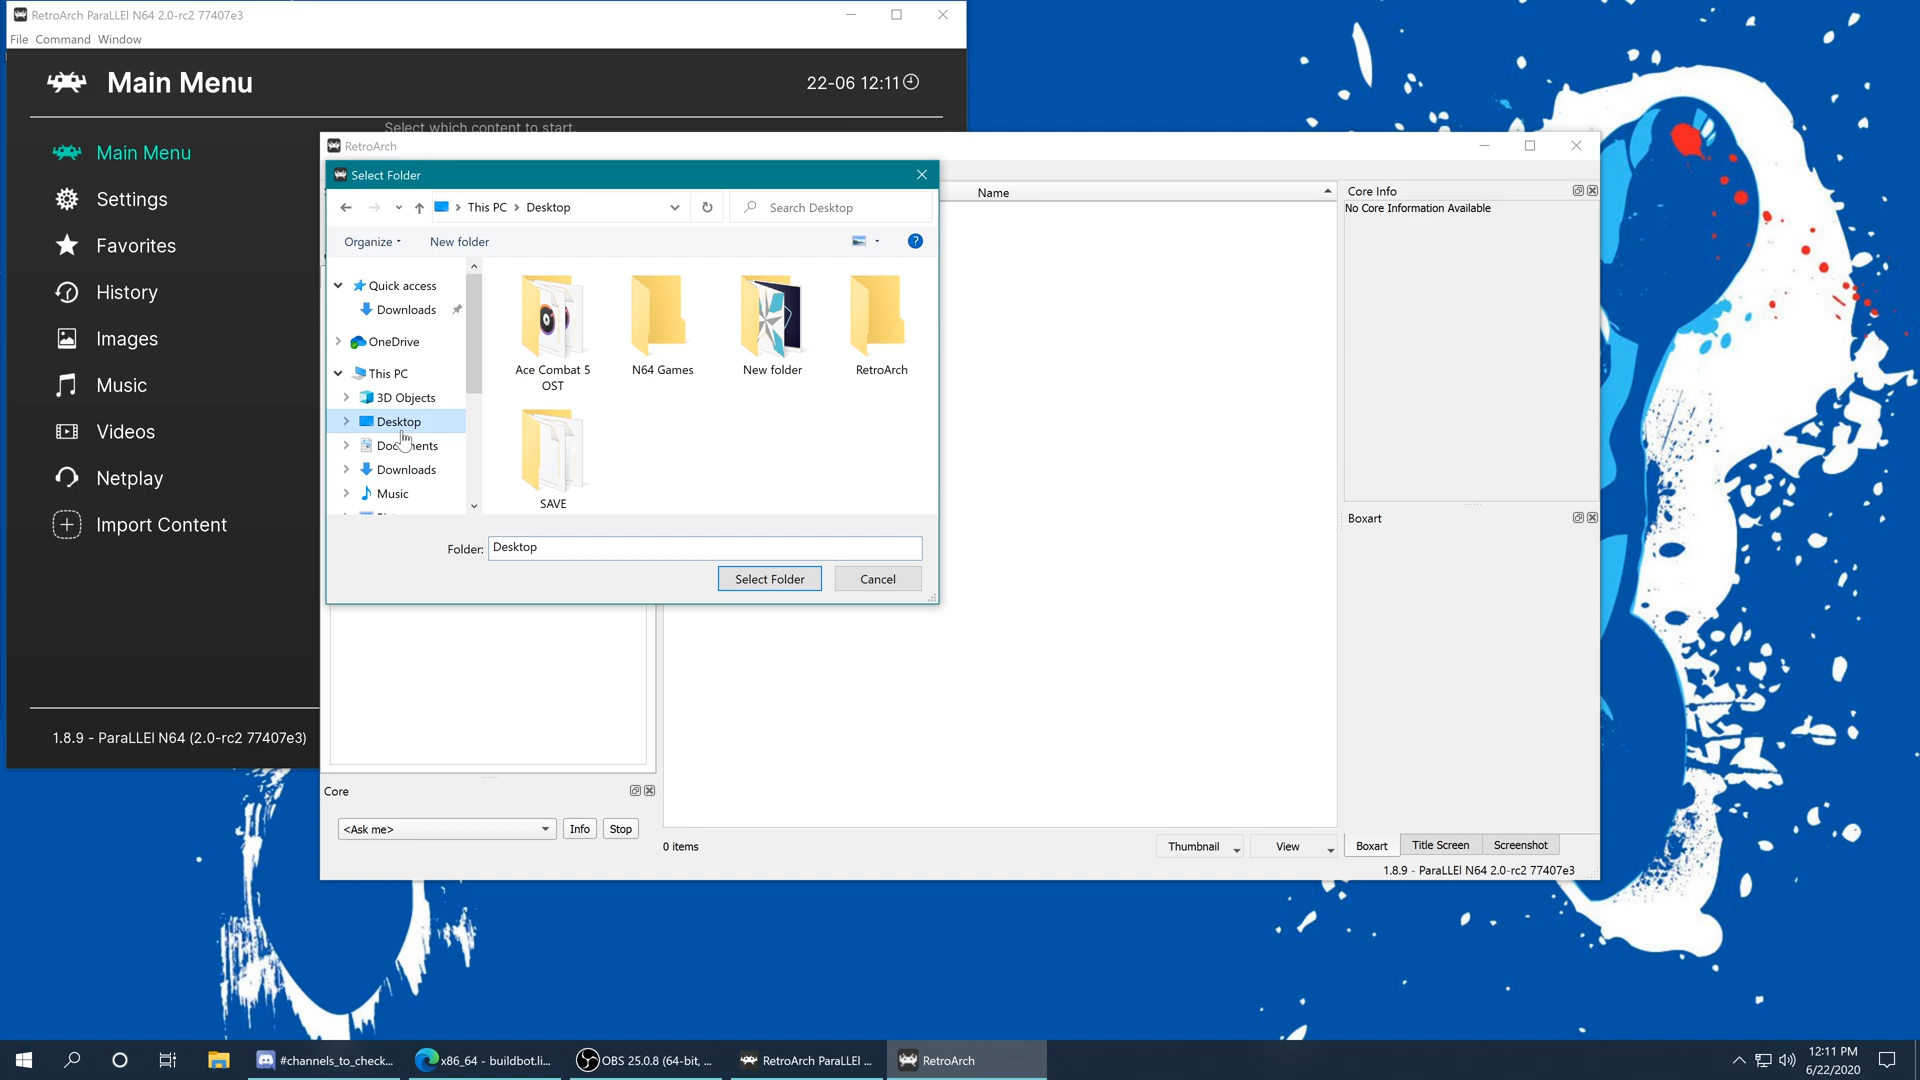 RetroArch ParaLLEl N64 2.0-rc2 77407e3
File Command Window
Main Menu
22-06 12:11
Select which content to start.
Main Menu
Settings
Favorites
History
Images
Music
Videos
Netplay
Import Content
1.8.9 - ParaLLEl N64 (2.0-rc2 77407e3)
RetroArch
Select Folder
This PC > Desktop
Search Desktop
Organize
New folder
Quick access
Downloads
OneDrive
This PC
3D Objects
Desktop
Documents
Downloads
Music
Ace Combat 5 OST
N64 Games
New folder
RetroArch
SAVE
Folder: Desktop
Select Folder
Cancel
Name
Core Info
No Core Information Available
Boxart
Core
<Ask me>
Info
Stop
0 items
Thumbnail
View
Boxart
Title Screen
Screenshot
1.8.9 - ParaLLEl N64 2.0-rc2 77407e3
#channels_to_check...
x86_64 - buildbot.li...
OBS 25.0.8 (64-bit, ...
RetroArch ParaLLEl ...
RetroArch
12:11 PM
6/22/2020